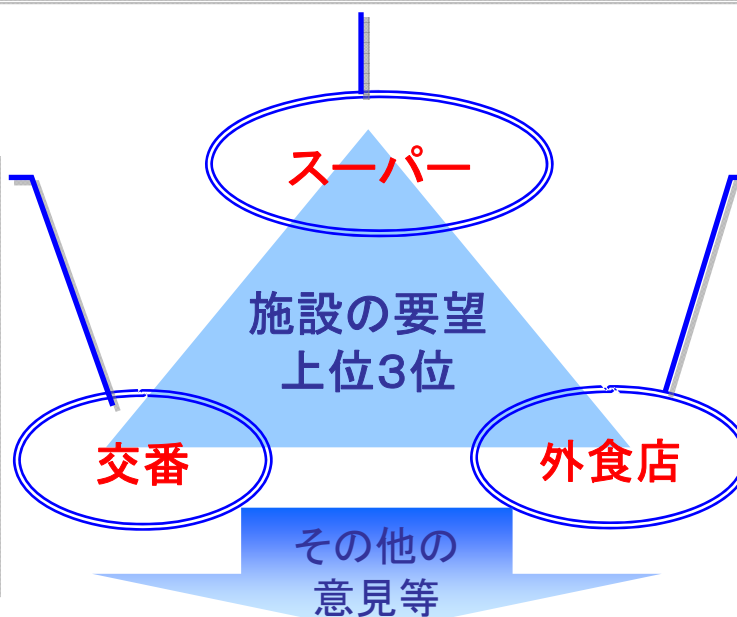 スーパー
施設の要望
上位3位
交番
外食店
その他の
意見等